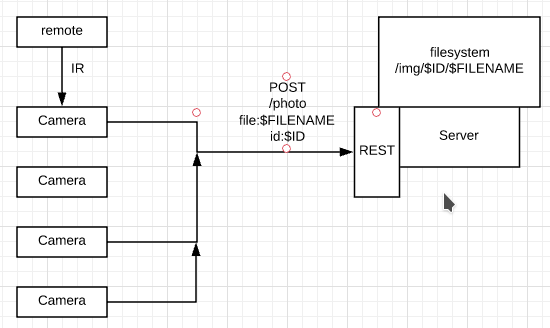 remote
IR
Camera
Camera
Camera
Camera
POST
/photo
file:$FILENAME
id:$ID
REST
filesystem
/img/$ID/$FILENAME
Server